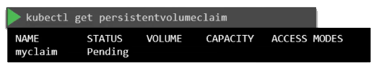 kubectl get persistentvolumeclaim
NAME STATUS VOLUME CAPACITY ACCESS MODES
myclaim Pending